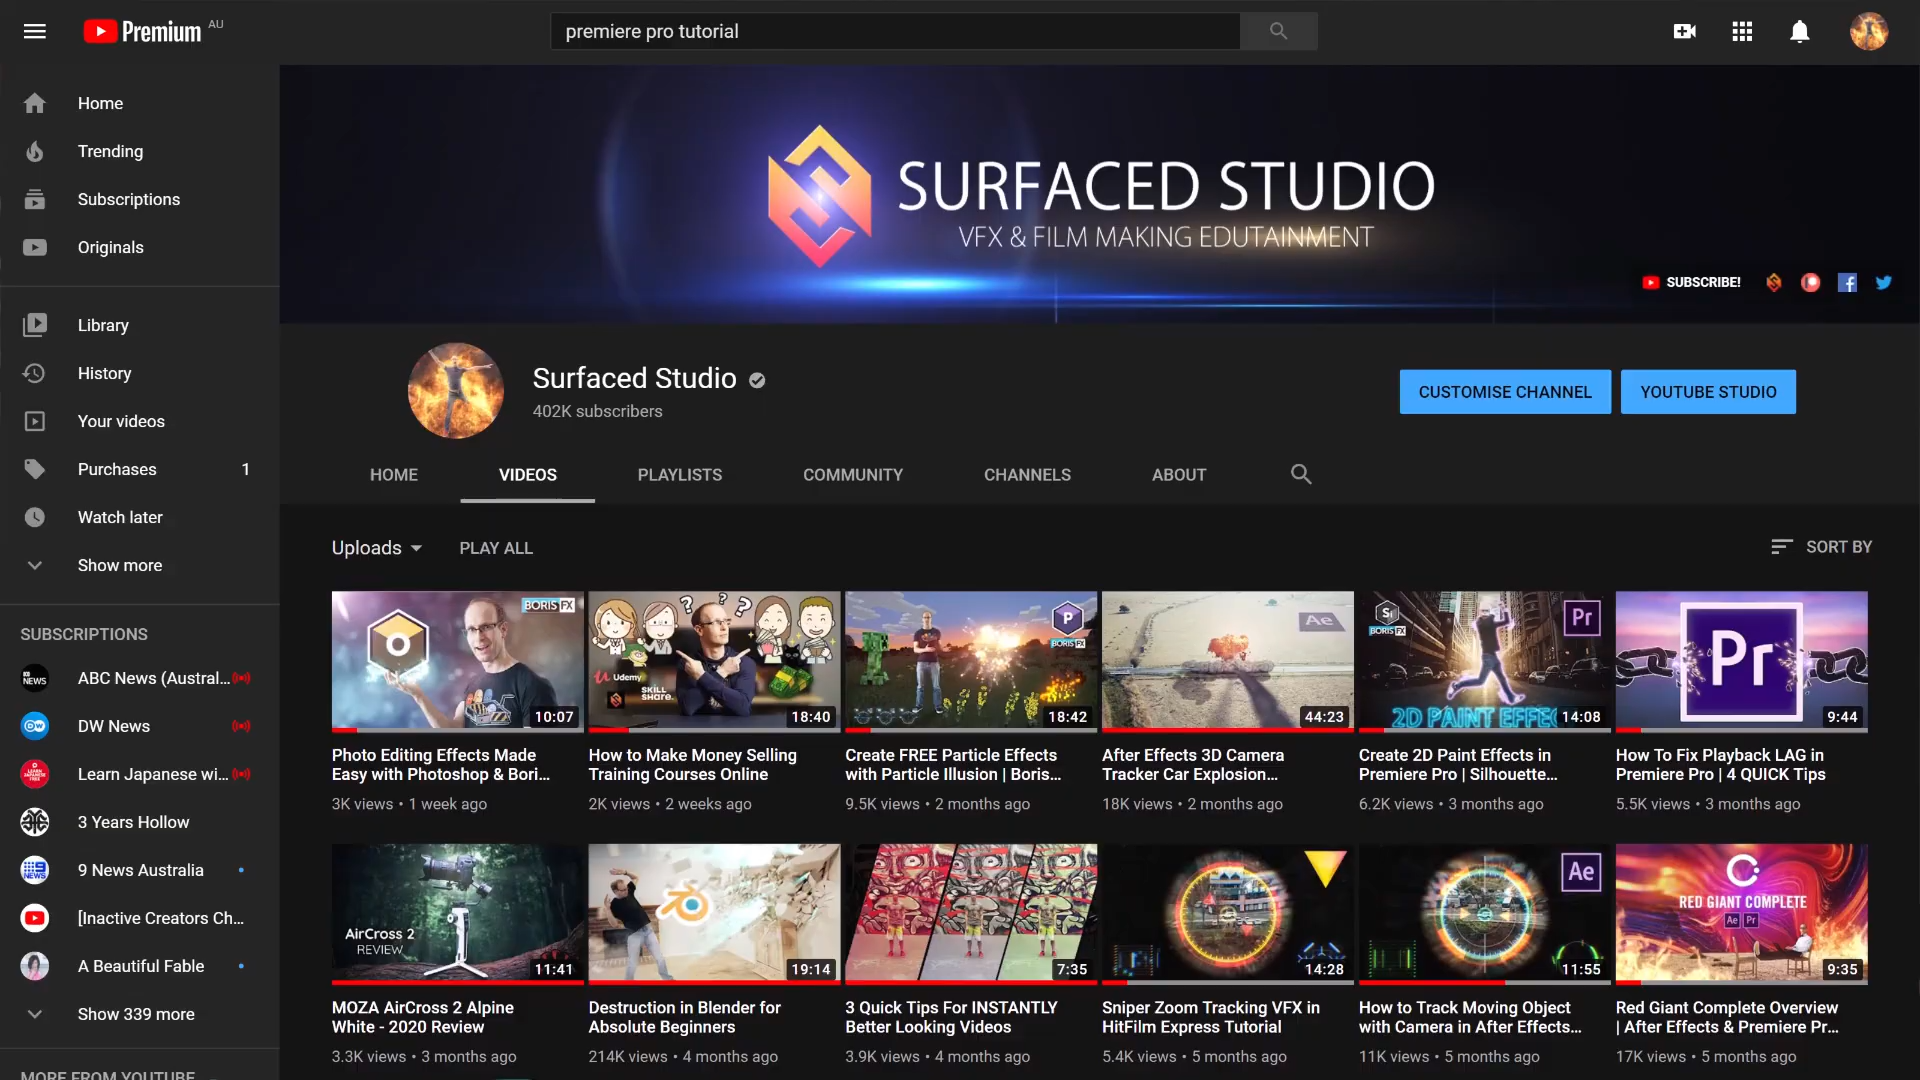 Premium AU
premiere pro tutorial
Home
Trending
Subscriptions
Originals
Library
History
Your videos
Purchases 1
Watch later
Show more
SUBSCRIPTIONS
ABC News (Austral...
DW News
Learn Japanese wi...
3 Years Hollow
9 News Australia
[Inactive Creators Ch...
A Beautiful Fable
Show 339 more
MORE FROM YOUTUBE
SURFACED STUDIO
VFX & FILM MAKING EDUTAINMENT
SUBSCRIBE!
Surfaced Studio
402K subscribers
CUSTOMISE CHANNEL
YOUTUBE STUDIO
HOME VIDEOS PLAYLISTS COMMUNITY CHANNELS ABOUT
Uploads PLAY ALL SORT BY
BORIS FX
10:07
Photo Editing Effects Made
Easy with Photoshop & Bori...
3K views • 1 week ago
? ? ? ?
Udemy
SKILL
SHARE.
18:40
How to Make Money Selling
Training Courses Online
2K views • 2 weeks ago
P
BORIS FX
18:42
Create FREE Particle Effects
with Particle Illusion | Boris...
9.5K views • 2 months ago
Ae
44:23
After Effects 3D Camera
Tracker Car Explosion...
18K views • 2 months ago
Si
BORIS FX
Pr
2D PAINT EFFEC
14:08
Create 2D Paint Effects in
Premiere Pro | Silhouette...
6.2K views • 3 months ago
Pr
9:44
How To Fix Playback LAG in
Premiere Pro | 4 QUICK Tips
5.5K views • 3 months ago
AirCross 2
REVIEW
11:41
MOZA AirCross 2 Alpine
White - 2020 Review
3.3K views • 3 months ago
19:14
Destruction in Blender for
Absolute Beginners
214K views • 4 months ago
7:35
3 Quick Tips For INSTANTLY
Better Looking Videos
3.9K views • 4 months ago
14:28
Sniper Zoom Tracking VFX in
HitFilm Express Tutorial
5.4K views • 5 months ago
Ae
11:55
How to Track Moving Object
with Camera in After Effects...
11K views • 5 months ago
RED GIANT COMPLETE
Ae Pr
9:35
Red Giant Complete Overview
| After Effects & Premiere Pr...
17K views • 5 months ago